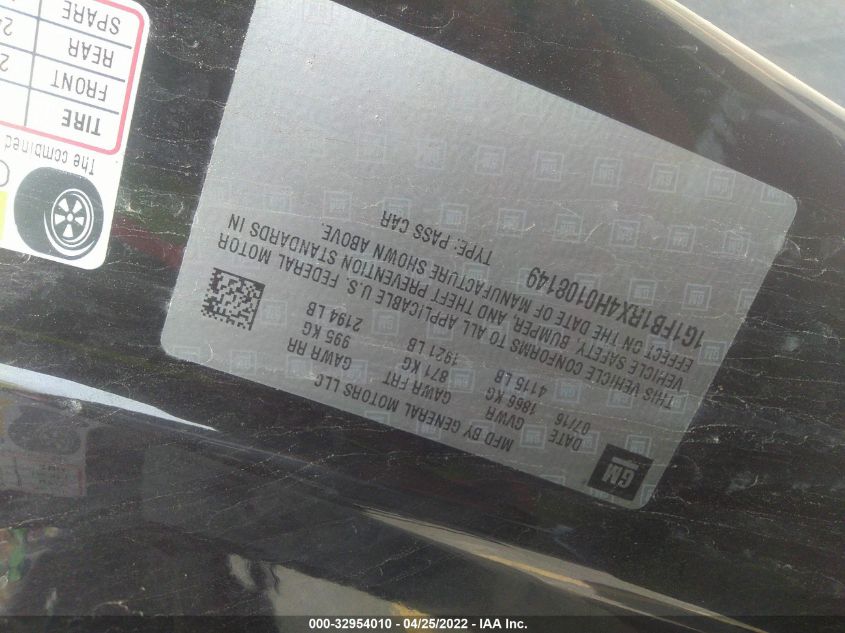 GM
MFD BY GENERAL MOTORS LLC
DATE GVWR GAWR FRT GAWR RR
07/16 1866 KG 871 KG 995 KG
4115 LB 1921 LB 2194 LB
THIS VEHICLE CONFORMS TO ALL APPLICABLE U.S. FEDERAL MOTOR
VEHICLE SAFETY, BUMPER, AND THEFT PREVENTION STANDARDS IN
EFFECT ON THE DATE OF MANUFACTURE SHOWN ABOVE.
1G1FB1RX4H0108149 TYPE: PASS CAR
The combined
TIRE
FRONT
REAR
SPARE
000-32954010 - 04/25/2022 - IAA Inc.